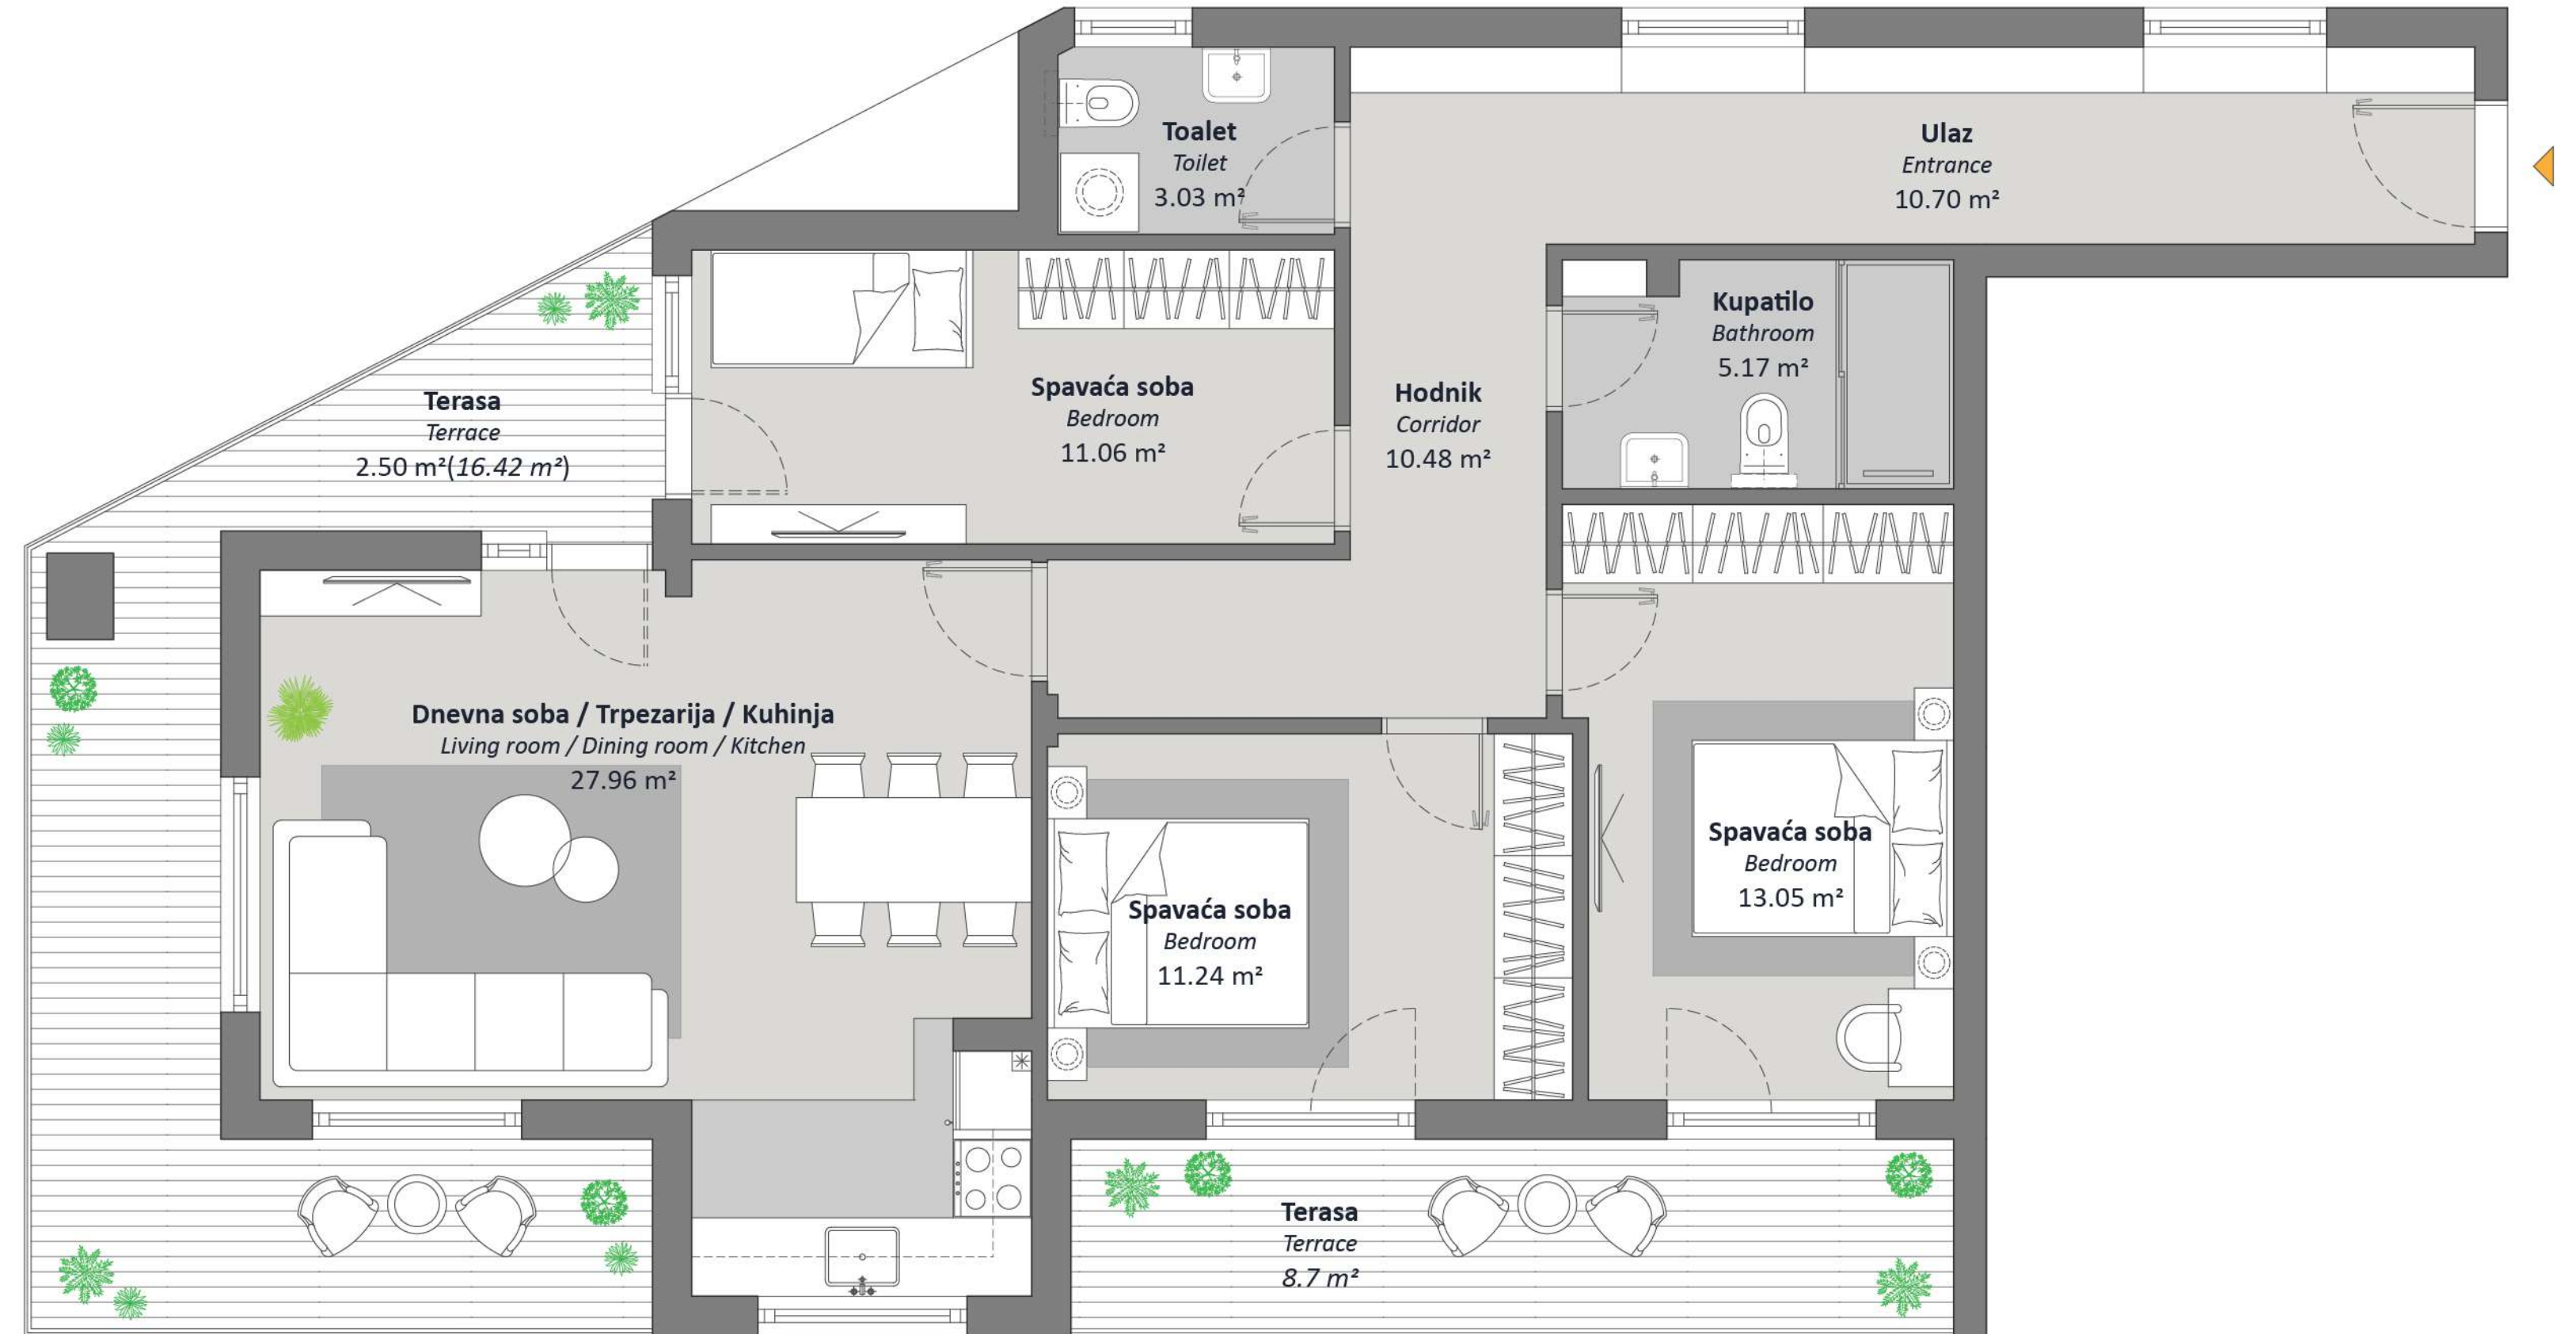 Toalet
Toilet
3.03 m²
Ulaz
Entrance
10.70 m²
Kupatilo
Bathroom
5.17 m²
Spavaća soba
Bedroom
11.06 m²
Hodnik
Corridor
10.48 m²
Terasa
Terrace
2.50 m²(16.42 m²)
Dnevna soba / Trpezarija / Kuhinja
Living room / Dining room / Kitchen
27.96 m²
Spavaća soba
Bedroom
11.24 m²
Spavaća soba
Bedroom
13.05 m²
Terasa
Terrace
8.7 m²